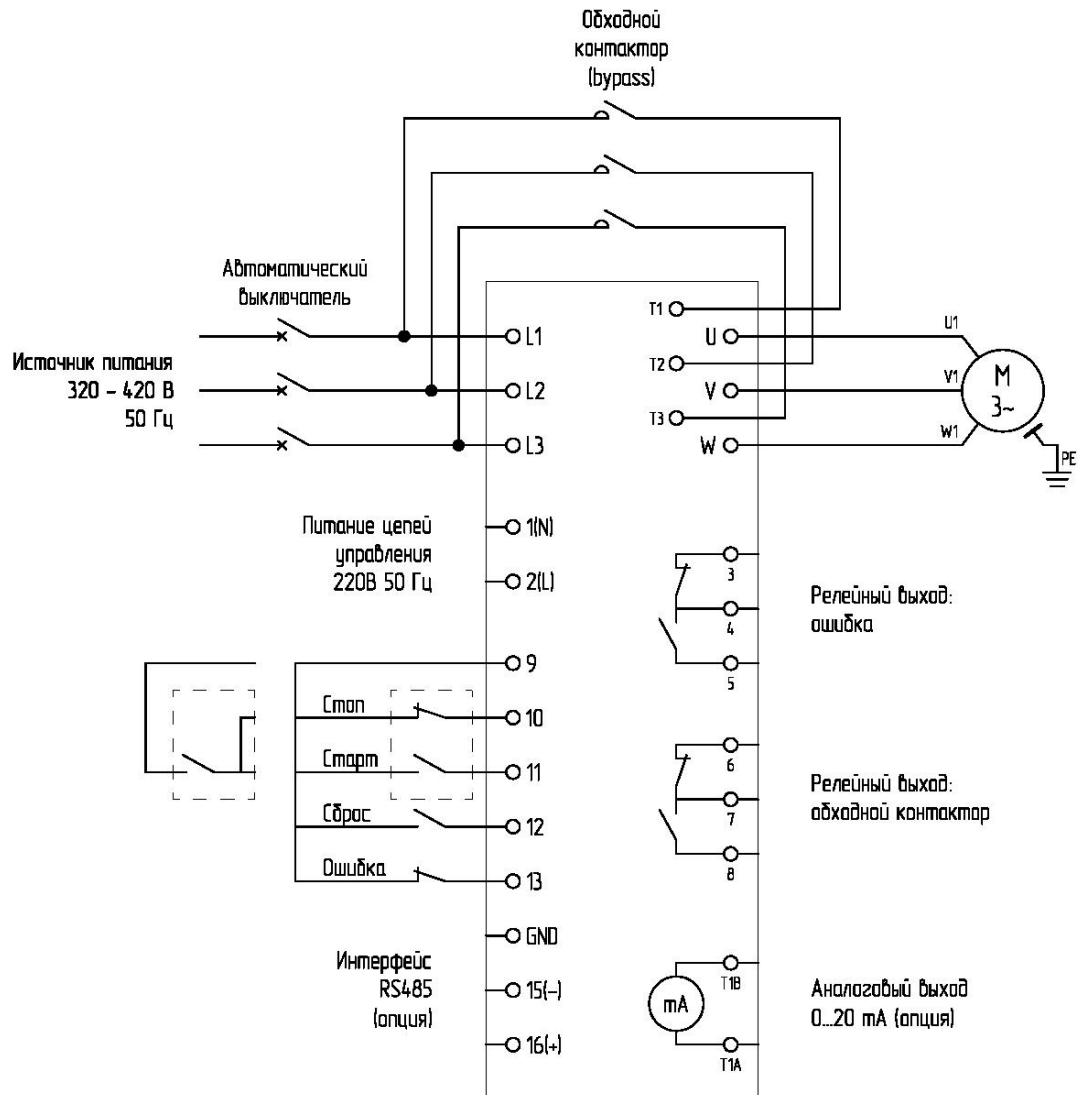 Обходной
контактор
(bypass)
Автоматический
выключатель
Источник питания
320 – 420 В
50 Гц
L1
L2
L3
T1
U
T2
V
T3
W
U1
V1
W1
M
3~
PE
Питание цепей
управления
220В 50 Гц
1(N)
2(L)
3
4
5
Релейный выход:
ошибка
9
Стоп
10
Старт
11
Сброс
12
Ошибка
13
6
7
8
Релейный выход:
обходной контактор
GND
Интерфейс
RS485
(опция)
15(–)
16(+)
mA
T1B
T1A
Аналоговый выход
0...20 mA (опция)